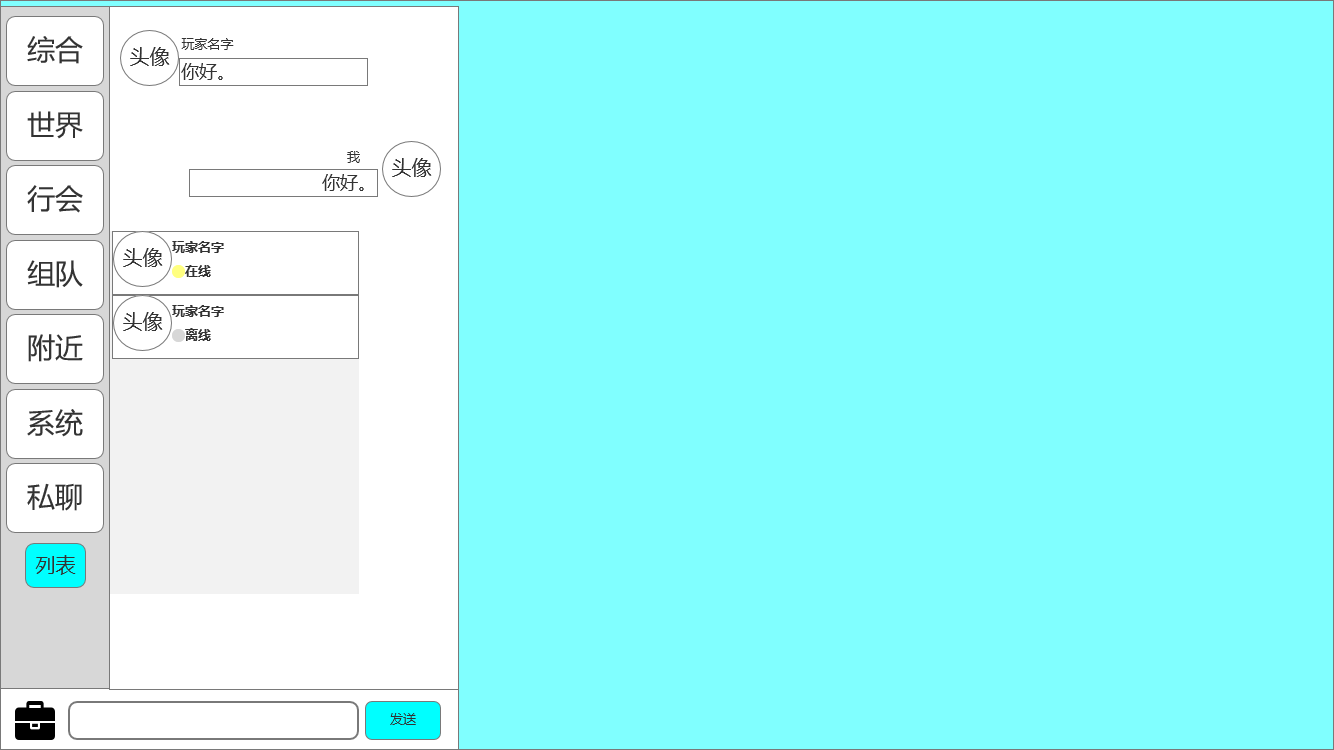 综合
世界
行会
组队
附近
系统
私聊
列表
头像
玩家名字
你好。
我
头像
你好。
头像
玩家名字
在线
头像
玩家名字
离线
发送